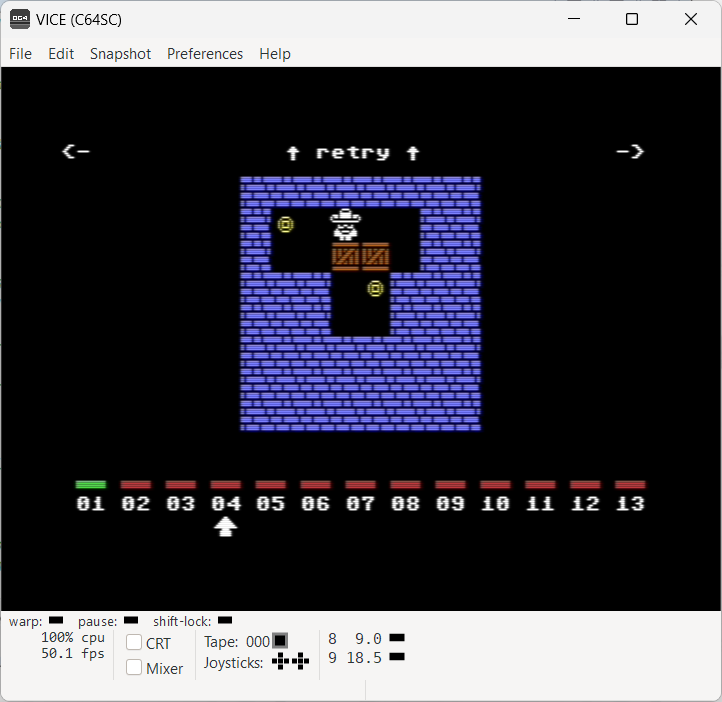 VICE (C64SC)
File Edit Snapshot Preferences Help
<- ↑ retry ↑ ->
01 02 03 04 05 06 07 08 09 10 11 12 13
warp: pause: shift-lock:
100% cpu
50.1 fps
CRT
Mixer
Tape: 000
Joysticks:
8 9.0
9 18.5